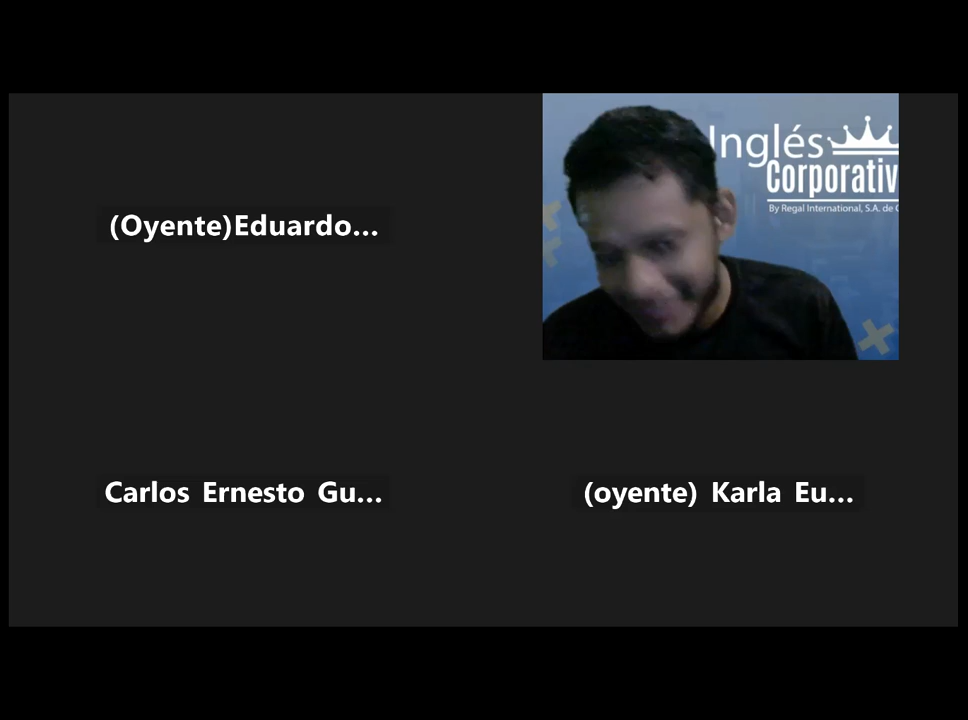 (Oyente)Eduardo...
Inglés
Corporativ
By Regal International, S.A. de C
Carlos Ernesto Gu...
(oyente) Karla Eu...